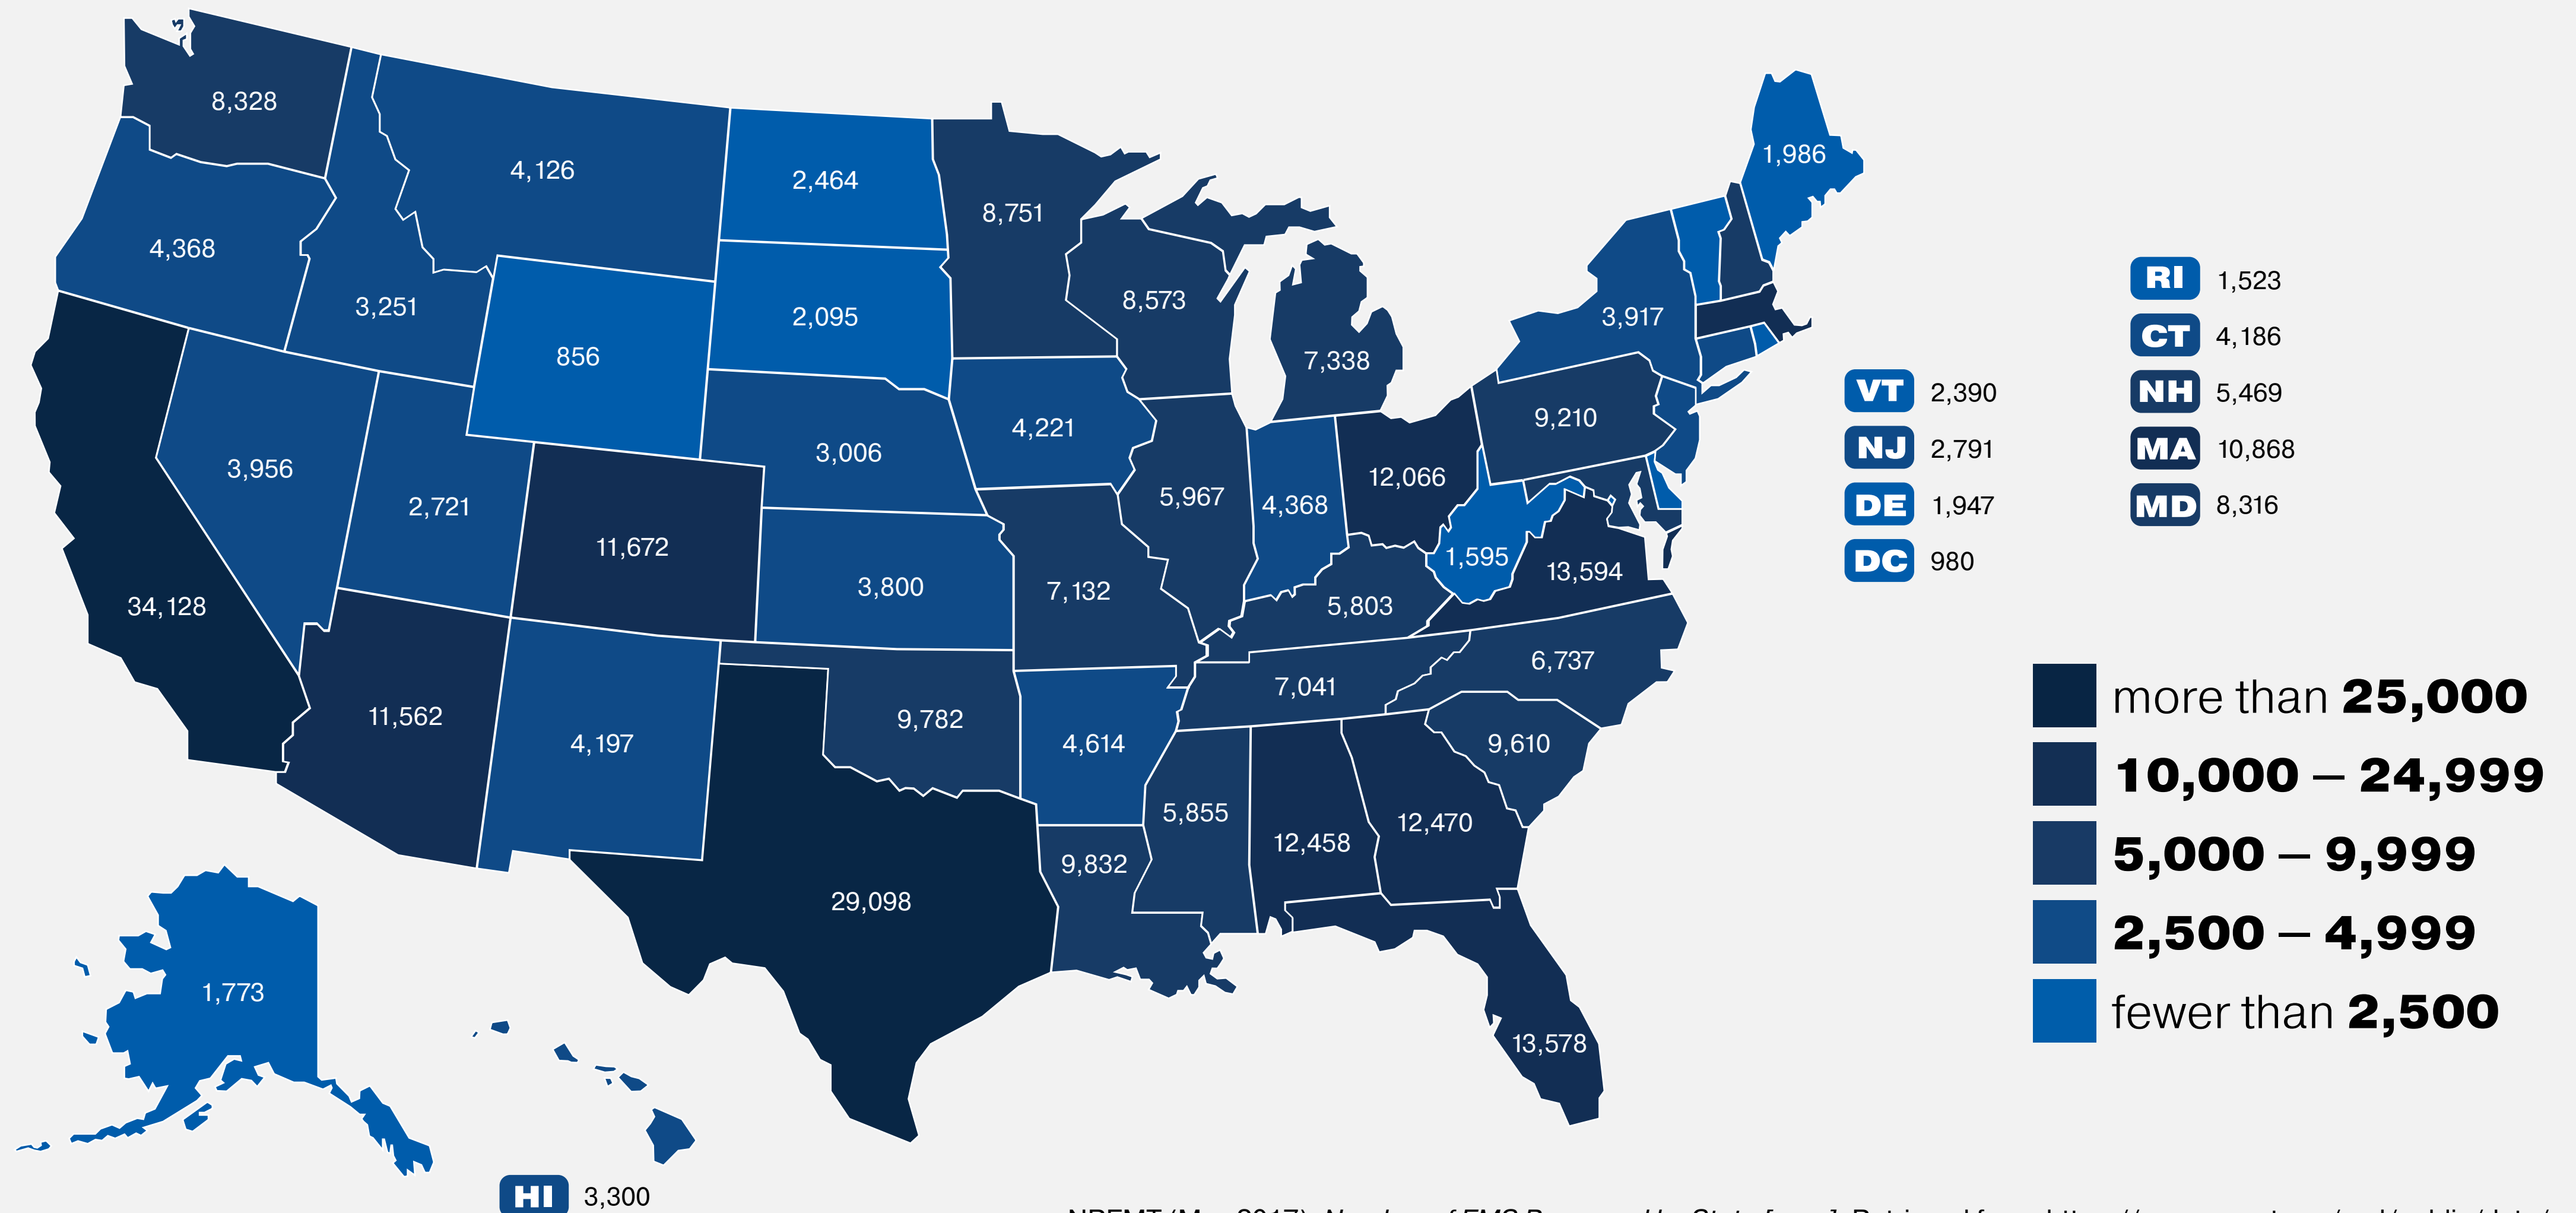 8,328
4,126
2,464
8,751
1,986
4,368
3,251
856
2,095
8,573
7,338
3,917
3,956
2,721
3,006
4,221
9,210
34,128
11,672
3,800
7,132
5,967
4,368
12,066
1,595
13,594
5,803
11,562
4,197
9,782
4,614
7,041
6,737
9,610
29,098
9,832
5,855
12,458
12,470
13,578
1,773
HI 3,300
VT 2,390
NJ 2,791
DE 1,947
DC 980
RI 1,523
CT 4,186
NH 5,469
MA 10,868
MD 8,316
more than 25,000
10,000 – 24,999
5,000 – 9,999
2,500 – 4,999
fewer than 2,500